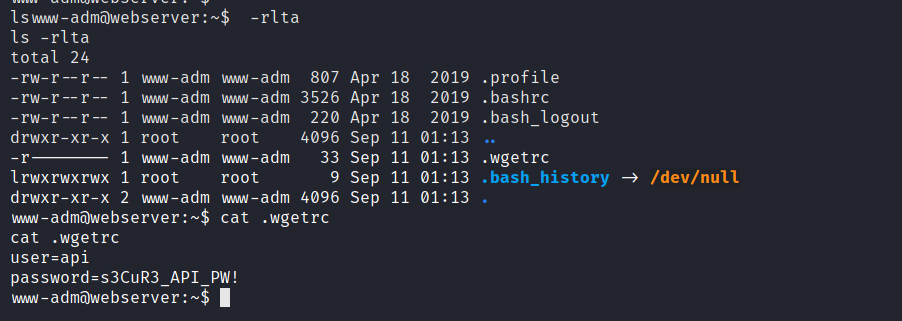 www-adm@webserver:~$
lswww-adm@webserver:~$  -rlta
ls -rlta
total 24
-rw-r--r-- 1 www-adm www-adm  807 Apr 18  2019 .profile
-rw-r--r-- 1 www-adm www-adm 3526 Apr 18  2019 .bashrc
-rw-r--r-- 1 www-adm www-adm  220 Apr 18  2019 .bash_logout
drwxr-xr-x 1 root    root    4096 Sep 11 01:13 ..
-r-------- 1 www-adm www-adm   33 Sep 11 01:13 .wgetrc
lrwxrwxrwx 1 root    root       9 Sep 11 01:13 .bash_history -> /dev/null
drwxr-xr-x 2 www-adm www-adm 4096 Sep 11 01:13 .
www-adm@webserver:~$ cat .wgetrc
cat .wgetrc
user=api
password=s3CuR3_API_PW!
www-adm@webserver:~$